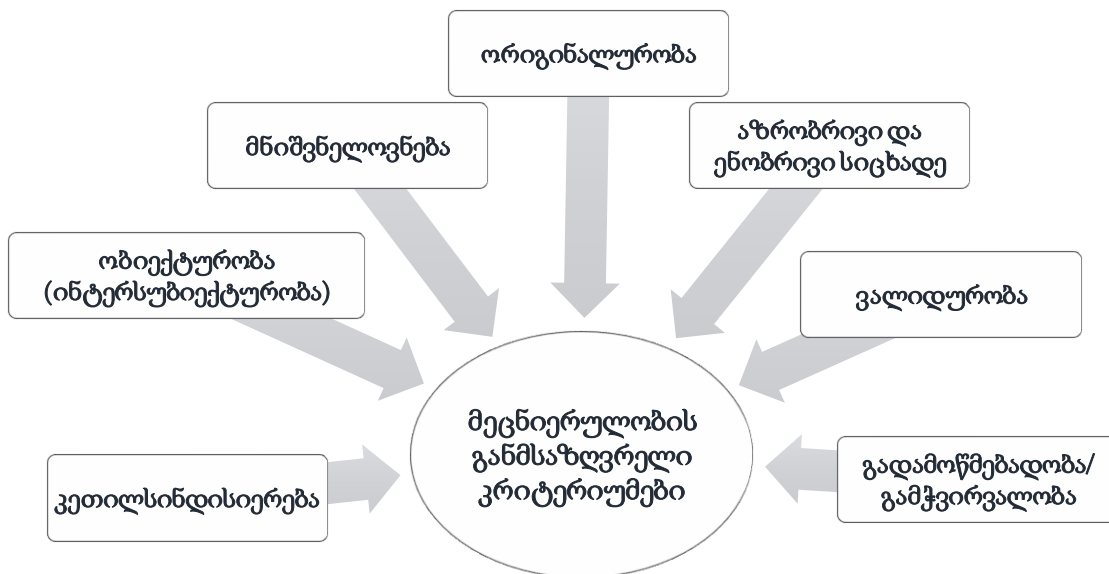 ორიგინალურობა
მნიშვნელოვნება
აზრობრივი და
ენობრივი სიცხადე
ობიექტურობა
(ინტერსუბიექტურობა)
ვალიდურობა
მეცნიერულობის
განმსაზღვრელი
კრიტერიუმები
კეთილსინდისიერება
გადამოწმებადობა/
გამჭვირვალობა